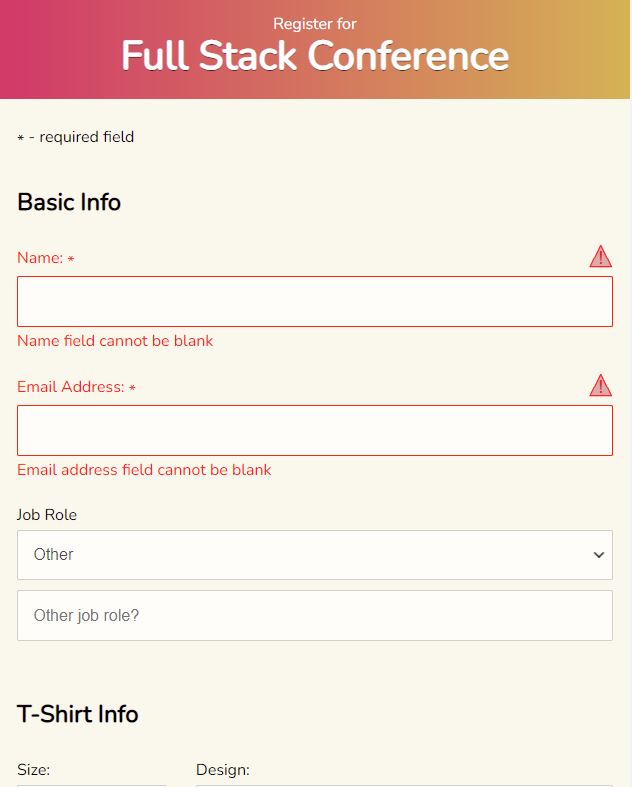 Register for
Full Stack Conference
* - required field
Basic Info
Name: *
Name field cannot be blank
Email Address: *
Email address field cannot be blank
Job Role
Other
Other job role?
T-Shirt Info
Size: Design: